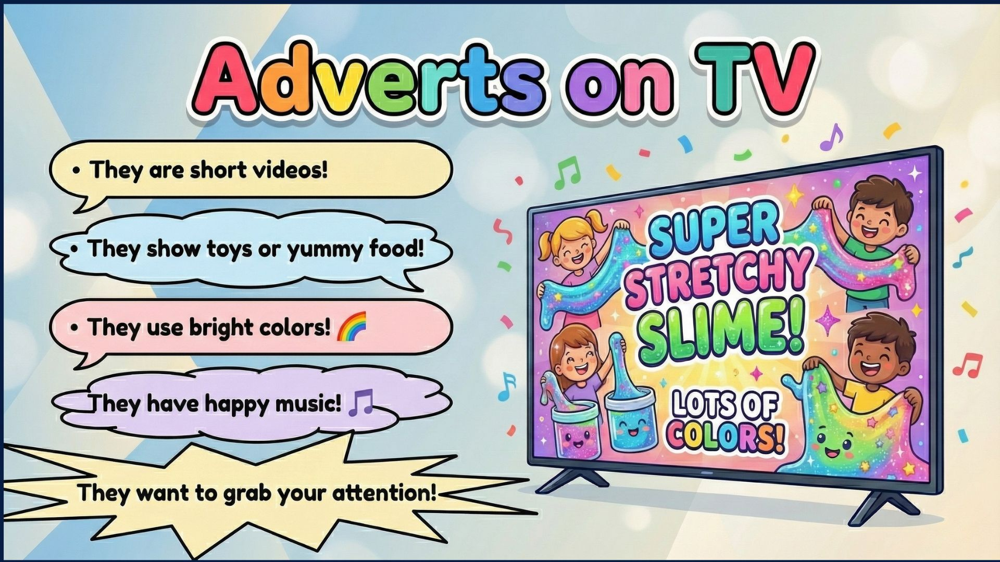 Adverts on TV
• They are short videos!
• They show toys or yummy food!
• They use bright colors! 🌈
They have happy music! 🎵
They want to grab your attention!
SUPER
STRETCHY
SLIME!
LOTS OF
COLORS!